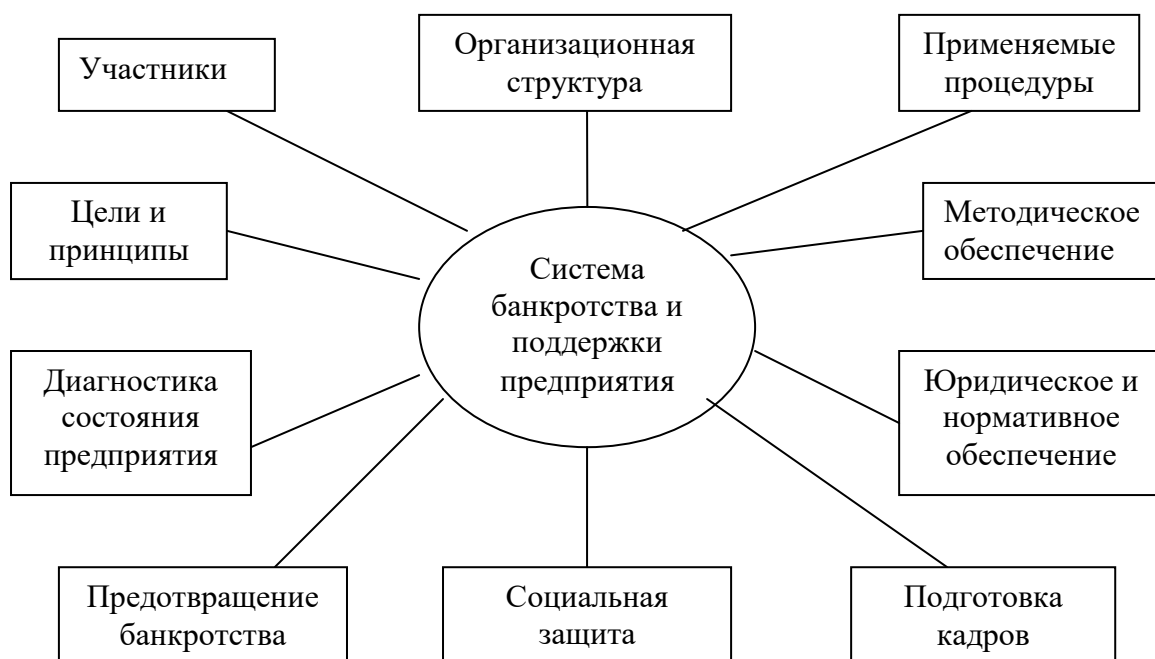 Участники
Организационная
структура
Применяемые
процедуры
Цели и
принципы
Методическое
обеспечение
Система
банкротства и
поддержки
предприятия
Диагностика
состояния
предприятия
Юридическое и
нормативное
обеспечение
Предотвращение
банкротства
Социальная
защита
Подготовка
кадров